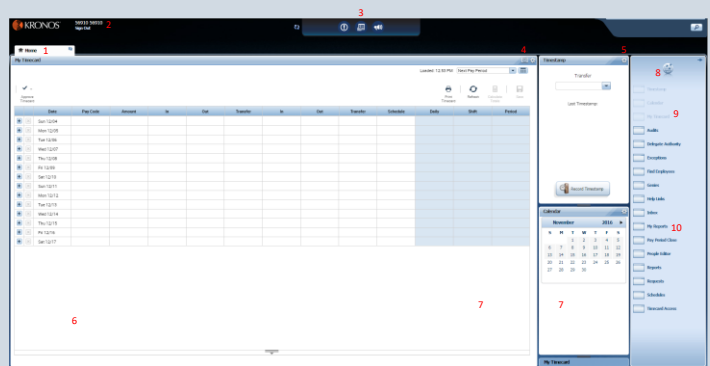 3
KRONOS
56910 56910
Sign Out
2
Home
1
4
5
My Timecard
Loaded: 12:50 PM
Next Pay Period
Approve
Timecard
Print
Timecard
Refresh
Calculate
Totals
Save
Date Pay Code Amount In Out Transfer In Out Transfer Schedule Daily Shift Period
Sun 12/04
Mon 12/05
Tue 12/06
Wed 12/07
Thu 12/08
Fri 12/09
Sat 12/10
Sun 12/11
Mon 12/12
Tue 12/13
Wed 12/14
Thu 12/15
Fri 12/16
Sat 12/17
6
7
Timestamp
Transfer
Last Timestamp:
Record Timestamp
Calendar
November 2016
S M T W T F S
1 2 3 4 5
6 7 8 9 10 11 12
13 14 15 16 17 18 19
20 21 22 23 24 25 26
27 28 29 30
7
My Timecard
8
Timestamp
Calendar
My Timecard
9
Audits
Delegate Authority
Exceptions
Find Employees
Genies
Help Links
Inbox
My Reports
10
Pay Period Close
People Editor
Reports
Requests
Schedules
Timecard Access